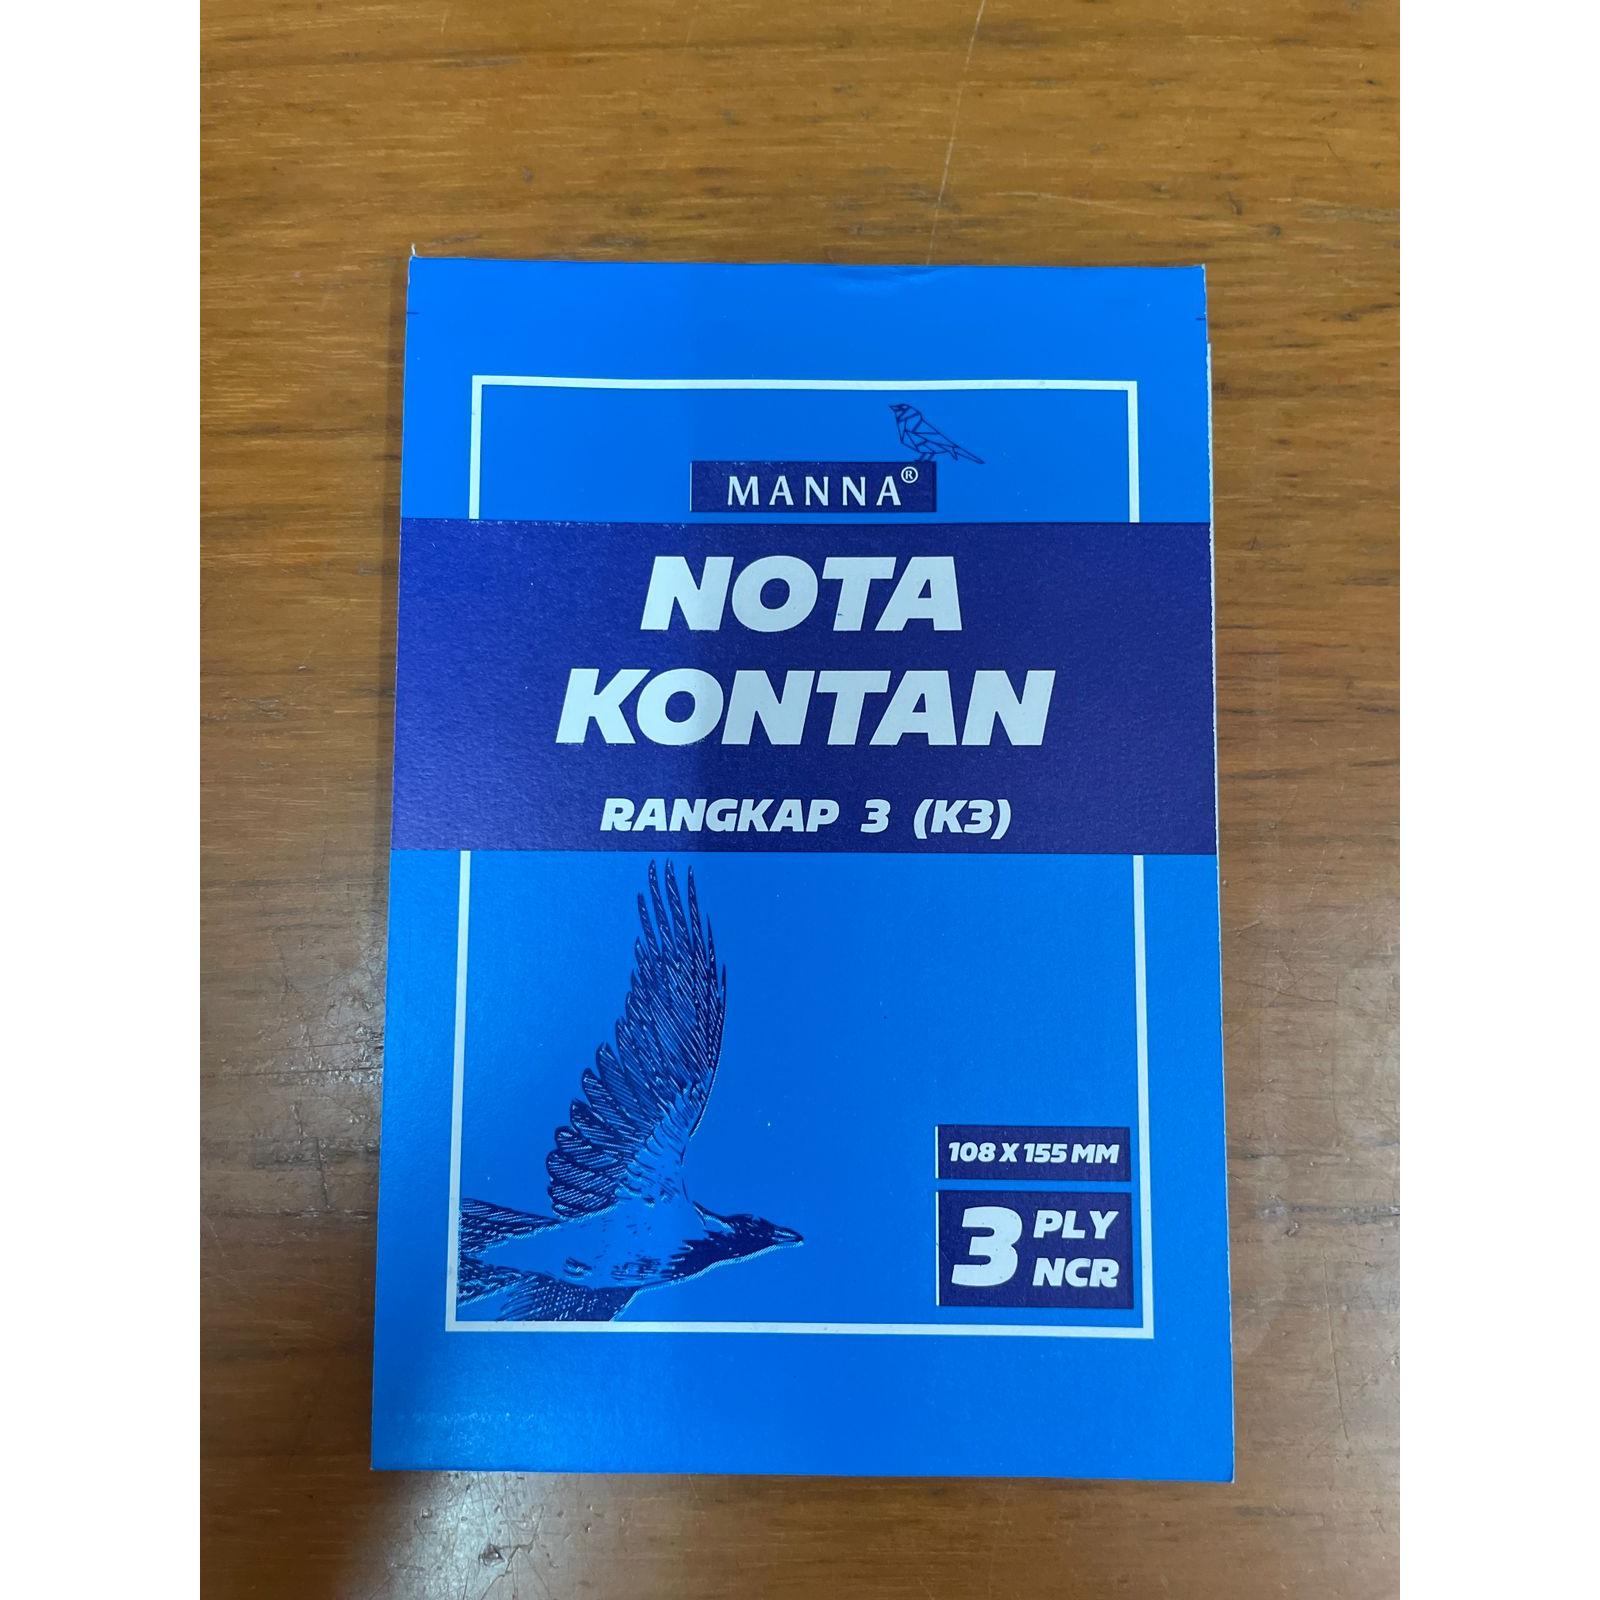 MANNA®
NOTA
KONTAN
RANGKAP 3 (K3)
108 X 155 MM
3 PLY
NCR